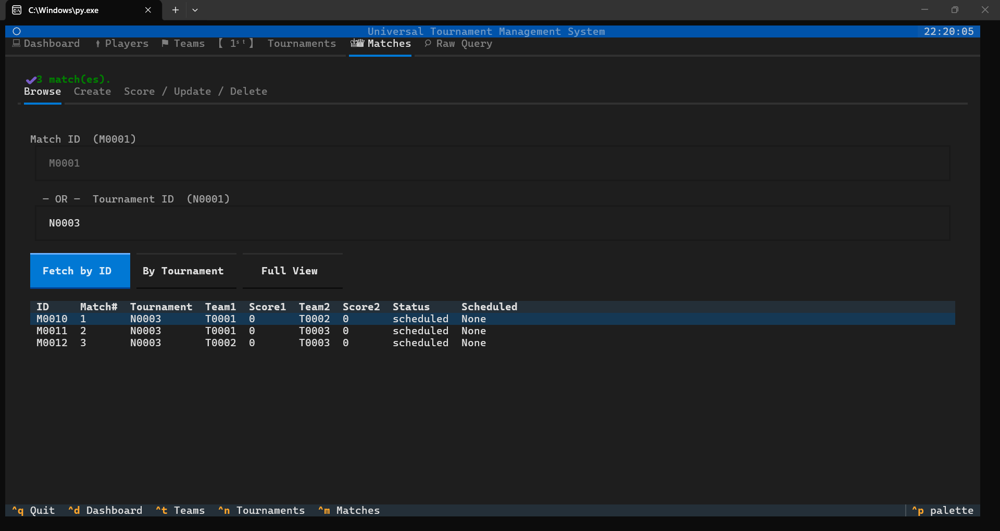 C:\Windows\py.exe
Universal Tournament Management System 22:20:05
Dashboard Players Teams 【 1ˢᵗ 】 Tournaments Matches Raw Query
✔3 match(es).
Browse Create Score / Update / Delete
Match ID (M0001)
M0001
— OR — Tournament ID (N0001)
N0003
Fetch by ID By Tournament Full View
ID Match# Tournament Team1 Score1 Team2 Score2 Status Scheduled
M0010 1 N0003 T0001 0 T0002 0 scheduled None
M0011 2 N0003 T0001 0 T0003 0 scheduled None
M0012 3 N0003 T0002 0 T0003 0 scheduled None
^q Quit ^d Dashboard ^t Teams ^n Tournaments ^m Matches ^p palette